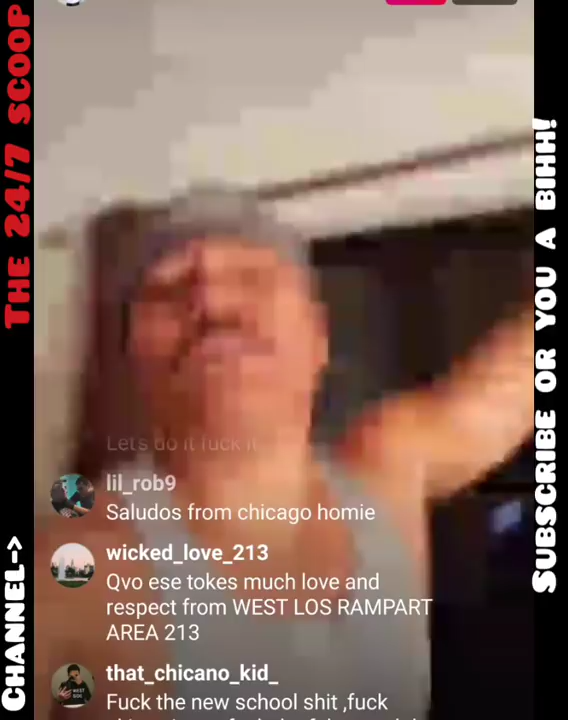 THE 24/7 SCOOP
CHANNEL-->
SUBSCRIBE OR YOU A BIHH!
Lets do it fuck it
lil_rob9
Saludos from chicago homie
wicked_love_213
Qvo ese tokes much love and
respect from WEST LOS RAMPART
AREA 213
that_chicano_kid_
Fuck the new school shit ,fuck